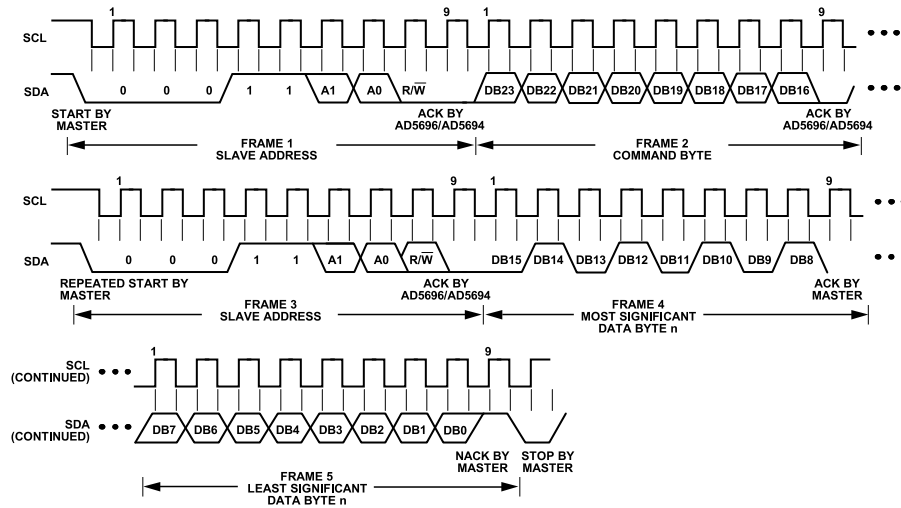 1 9 1 9
SCL
SDA 0 0 0 1 1 A1 A0 R/W DB23 DB22 DB21 DB20 DB19 DB18 DB17 DB16
START BY ACK BY ACK BY
MASTER AD5696/AD5694 AD5696/AD5694
FRAME 1 FRAME 2
SLAVE ADDRESS COMMAND BYTE
1 9 1 9
SCL
SDA 0 0 0 1 1 A1 A0 R/W DB15 DB14 DB13 DB12 DB11 DB10 DB9 DB8
REPEATED START BY ACK BY ACK BY
MASTER AD5696/AD5694 MASTER
FRAME 3 FRAME 4
SLAVE ADDRESS MOST SIGNIFICANT
DATA BYTE n
1 9
SCL
(CONTINUED)
SDA DB7 DB6 DB5 DB4 DB3 DB2 DB1 DB0
(CONTINUED)
NACK BY STOP BY
MASTER MASTER
FRAME 5
LEAST SIGNIFICANT
DATA BYTE n